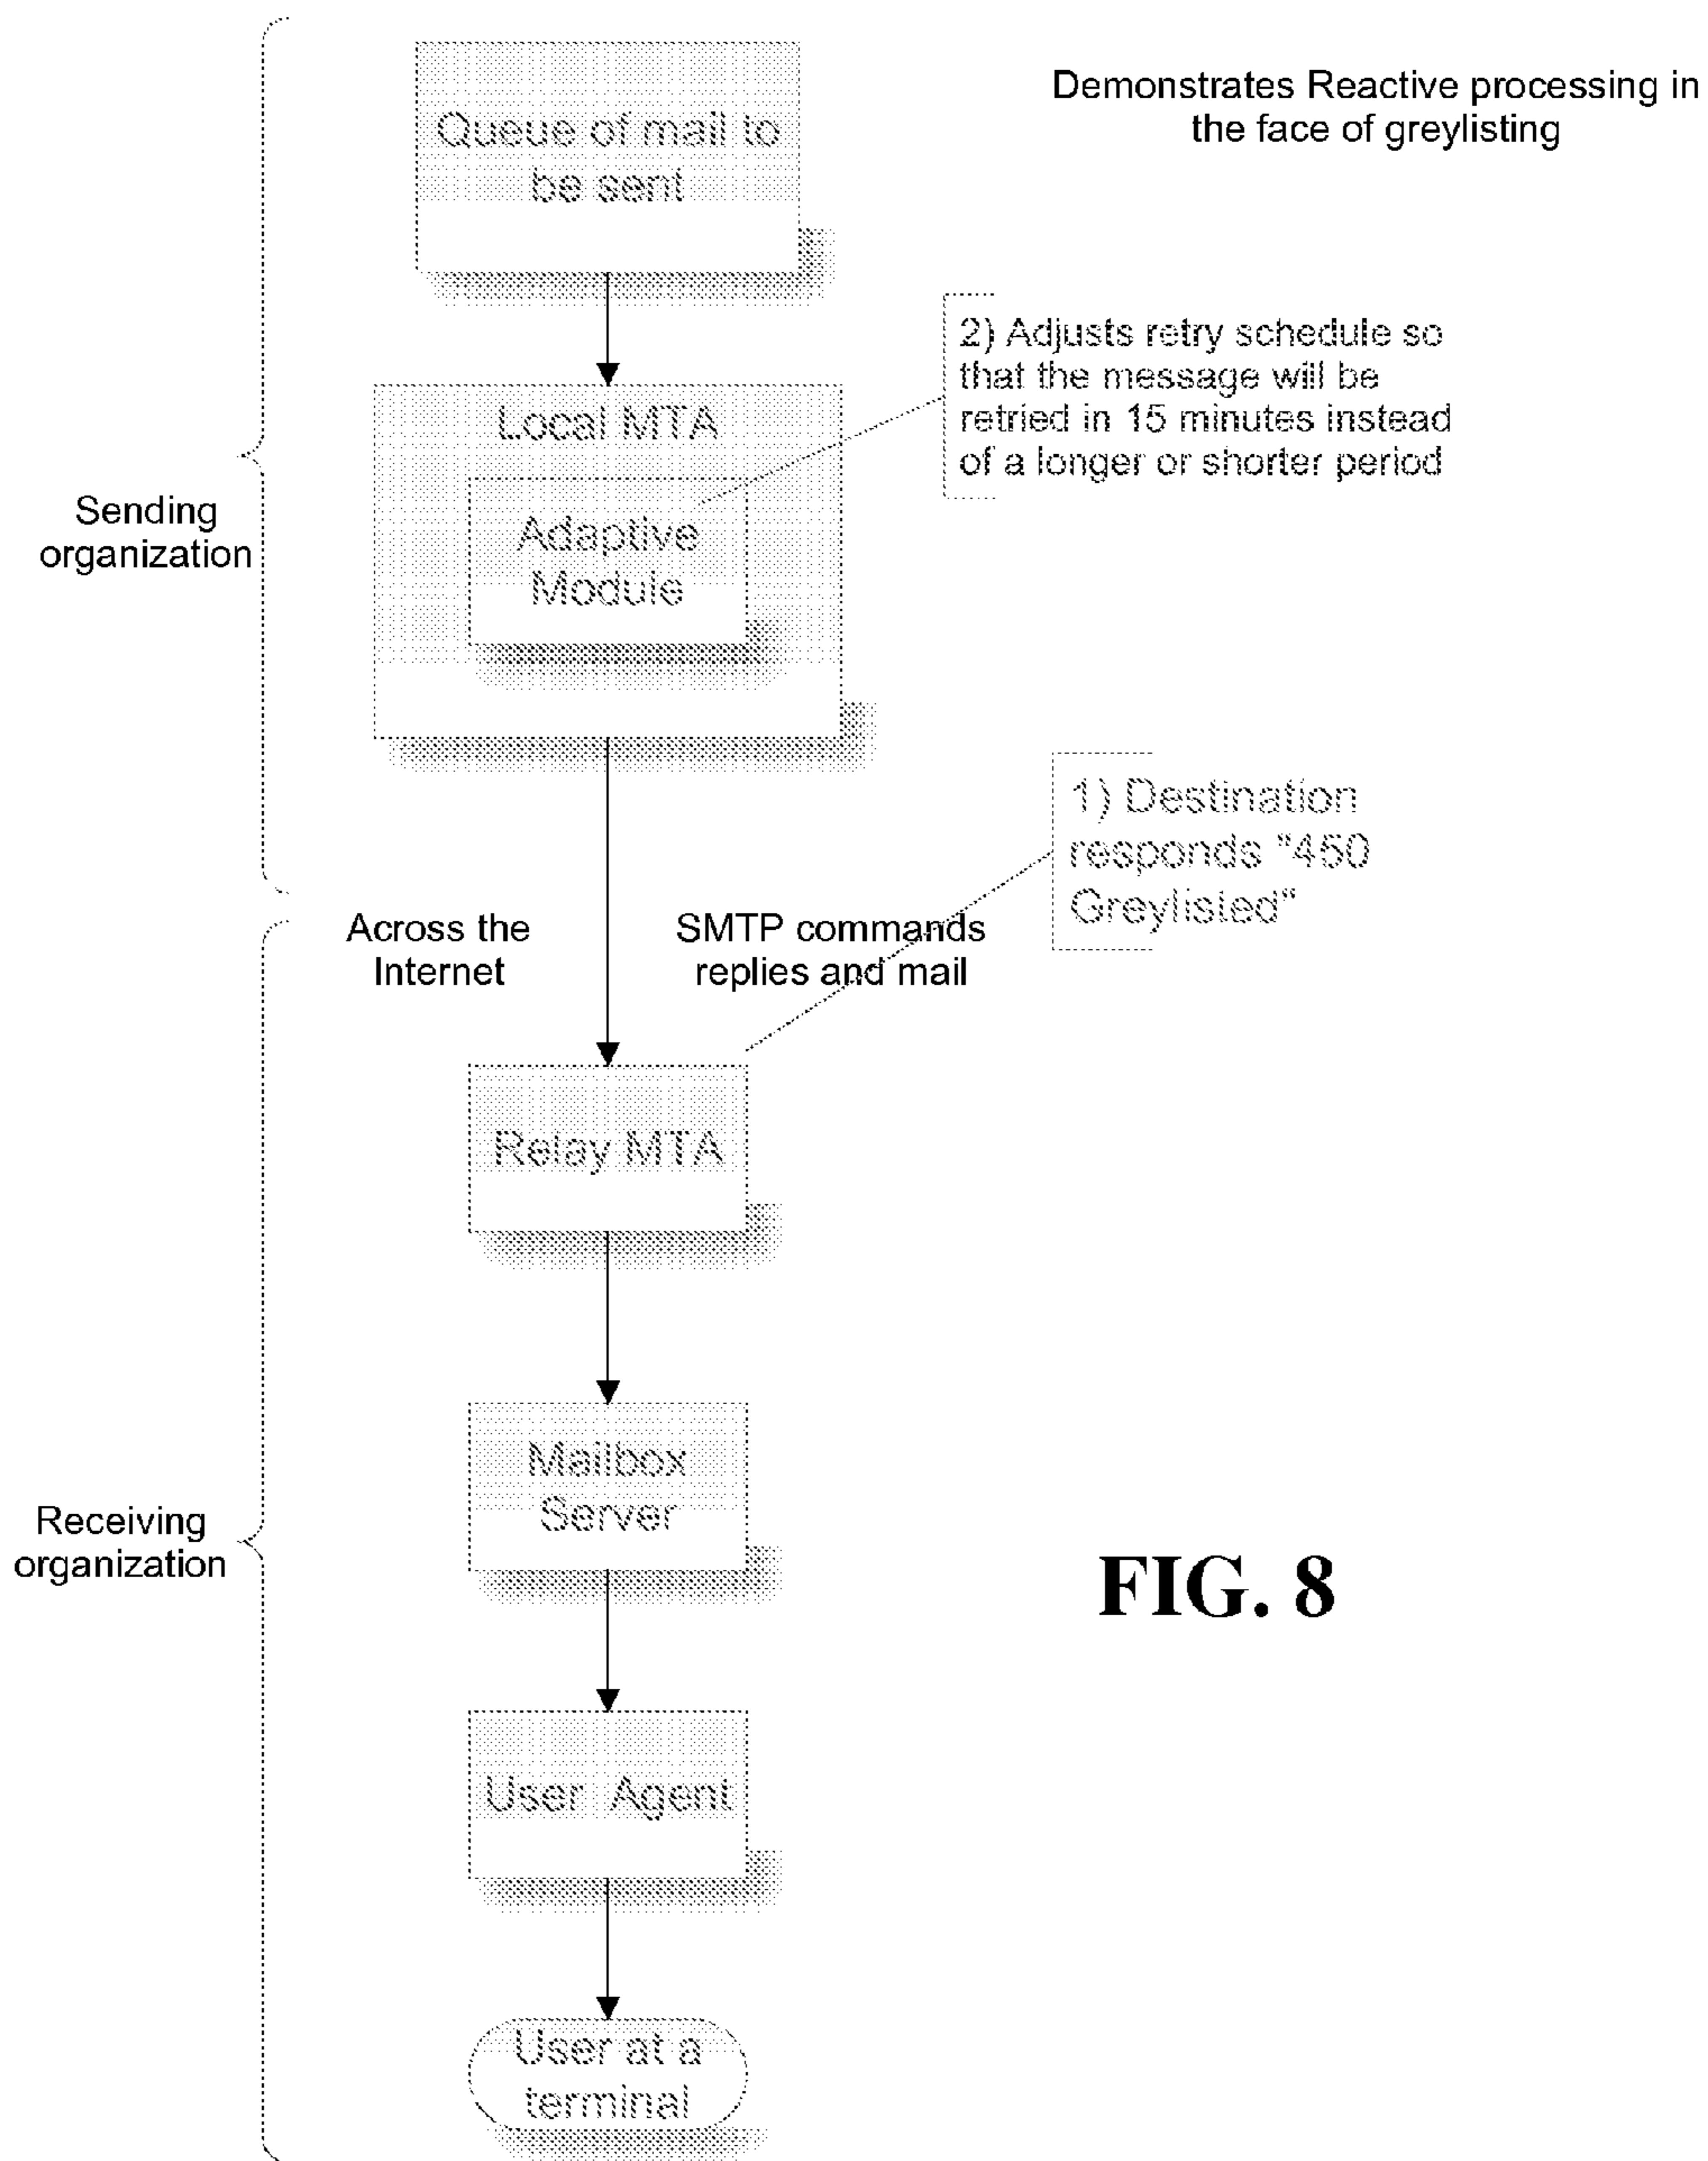 Demonstrates Reactive processing in
the face of greylisting
Queue of mail to
be sent
2) Adjusts retry schedule so
that the message will be
retried in 15 minutes instead
of a longer or shorter period
Local MTA
Adaptive
Module
Sending
organization
1) Destination
responds "450
Greylisted"
Across the
Internet
SMTP commands
replies and mail
Relay MTA
Mailbox
Server
Receiving
organization
FIG. 8
User Agent
User at a
terminal